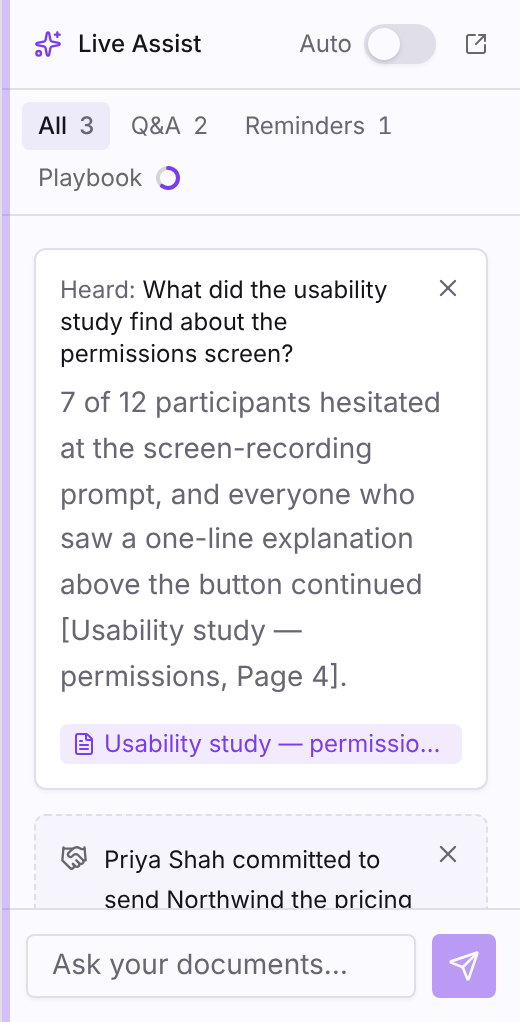 Live Assist
Auto
All 3
Q&A 2
Reminders 1
Playbook
Heard: What did the usability
study find about the
permissions screen?
7 of 12 participants hesitated
at the screen-recording
prompt, and everyone who
saw a one-line explanation
above the button continued
[Usability study —
permissions, Page 4].
Usability study — permissio...
Priya Shah committed to
send Northwind the pricing
Ask your documents...